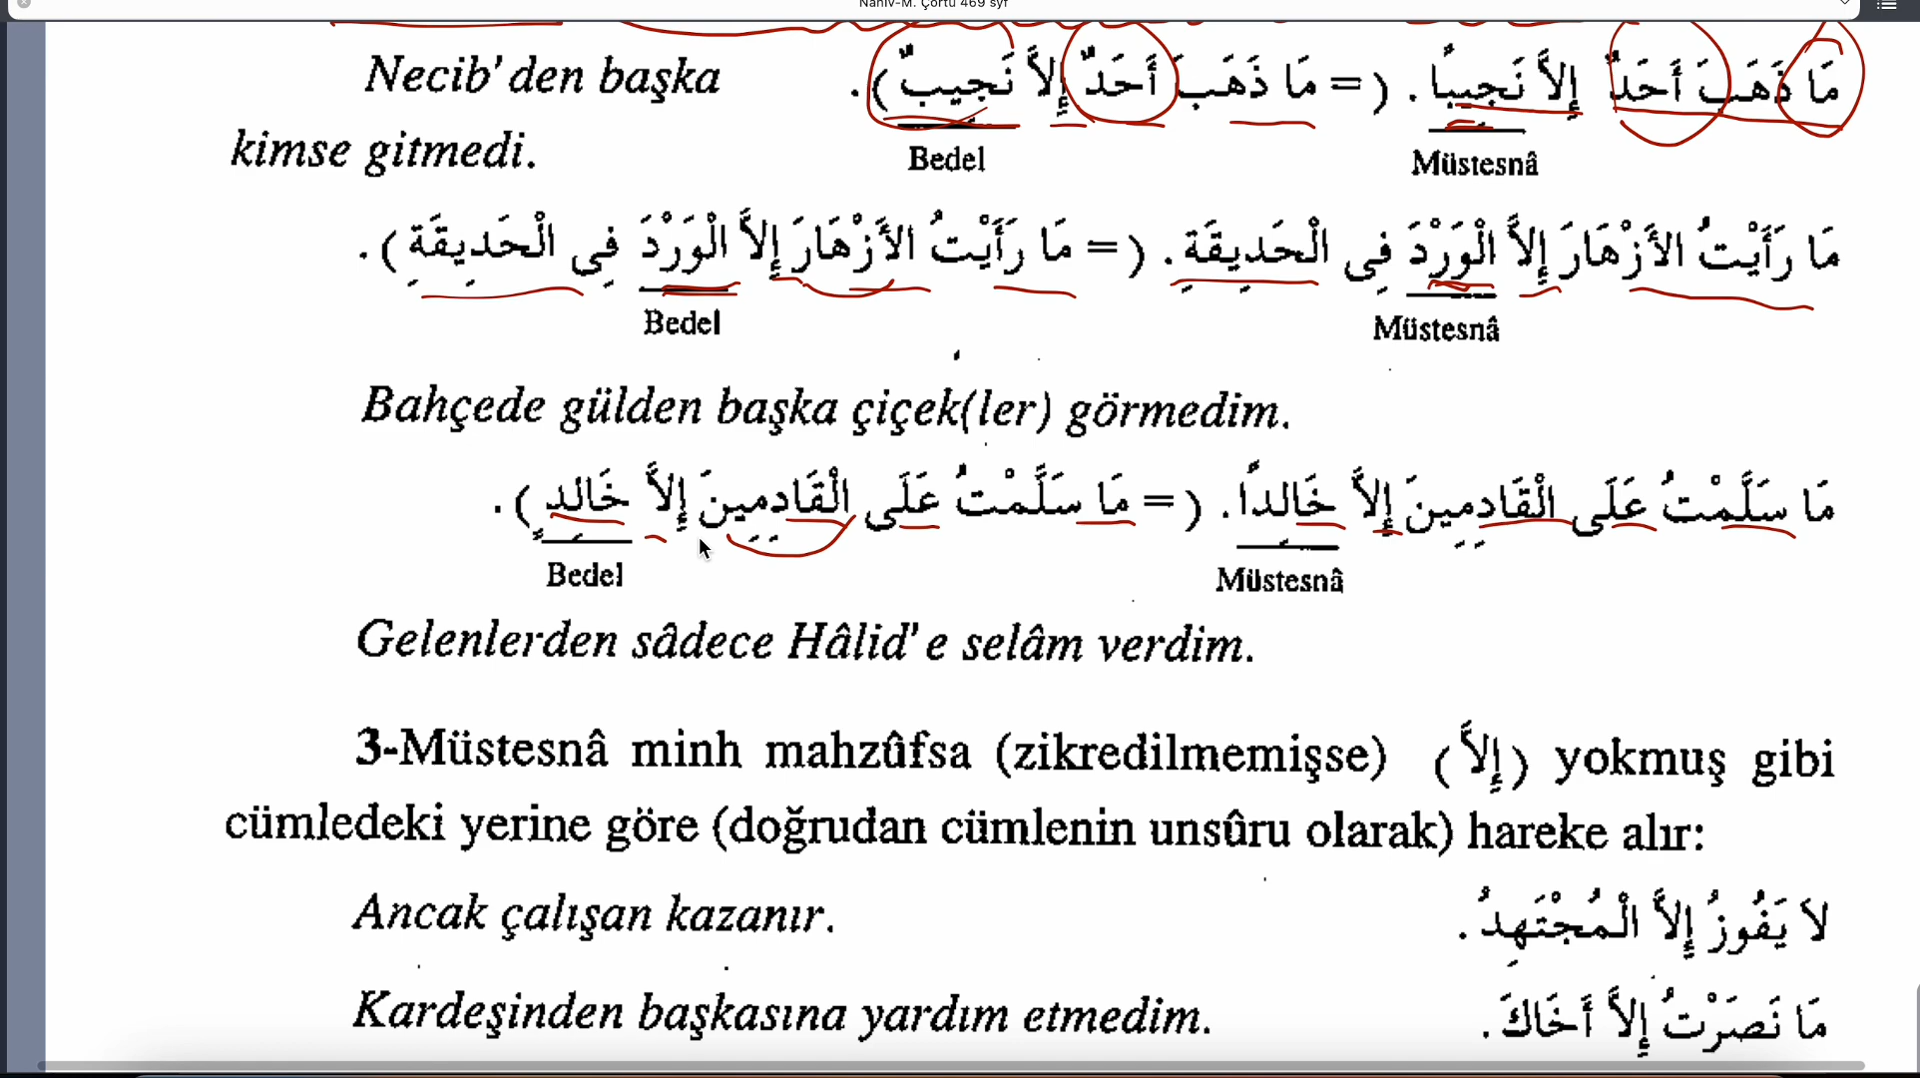 Nahiv-M. Çörtü 469 syf
مَا ذَهَبَ أَحَدٌ إِلاَّ نَجِيبًا . ( = مَا ذَهَبَ أَحَدٌ إِلاَّ نَجِيبٌ ) . Necib'den başka
Müstesnâ Bedel
kimse gitmedi.
مَا رَأَيْتُ الأَزْهَارَ إِلاَّ الْوَرْدَ فِى الْحَدِيقَةِ . ( = مَا رَأَيْتُ الأَزْهَارَ إِلاَّ الْوَرْدَ فِى الْحَدِيقَةِ ) .
Müstesnâ Bedel
Bahçede gülden başka çiçek(ler) görmedim.
مَا سَلَّمْتُ عَلَى الْقَادِمِينَ إِلاَّ خَالِدًا . ( = مَا سَلَّمْتُ عَلَى الْقَادِمِينَ إِلاَّ خَالِدٍ ) .
Müstesnâ Bedel
Gelenlerden sâdece Hâlid'e selâm verdim.
3-Müstesnâ minh mahzûfsa (zikredilmemişse) (إِلاَّ) yokmuş gibi
cümledeki yerine göre (doğrudan cümlenin unsûru olarak) hareke alır:
لاَ يَفُوزُ إِلاَّ الْمُجْتَهِدُ . Ancak çalışan kazanır.
مَا نَصَرْتُ إِلاَّ أَخَاكَ . Kardeşinden başkasına yardım etmedim.